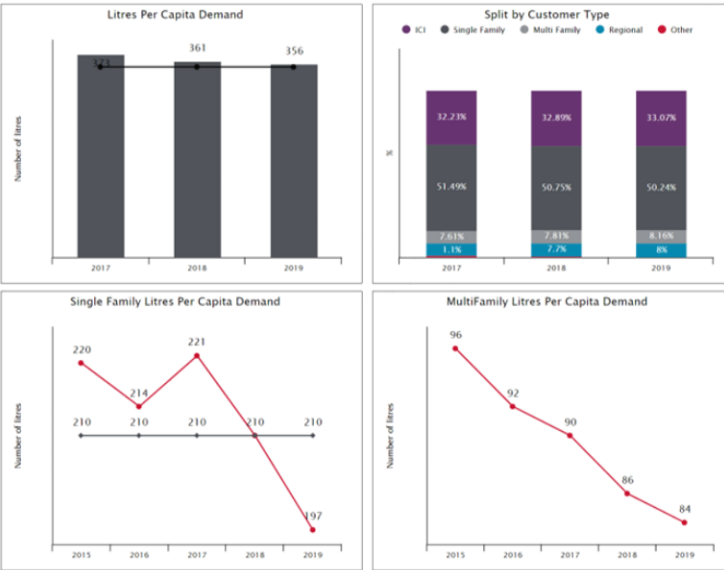 Litres Per Capita Demand
373
361
356
Number of litres
2017 2018 2019
Split by Customer Type
ICI Single Family Multi Family Regional Other
32.23% 32.89% 33.07%
51.49% 50.75% 50.24%
7.61% 7.81% 8.16%
1.1% 7.7% 8%
%
2017 2018 2019
Single Family Litres Per Capita Demand
220 214 221 210 197
210 210 210 210
Number of litres
2015 2016 2017 2018 2019
MultiFamily Litres Per Capita Demand
96
92
90
86
84
Number of litres
2015 2016 2017 2018 2019